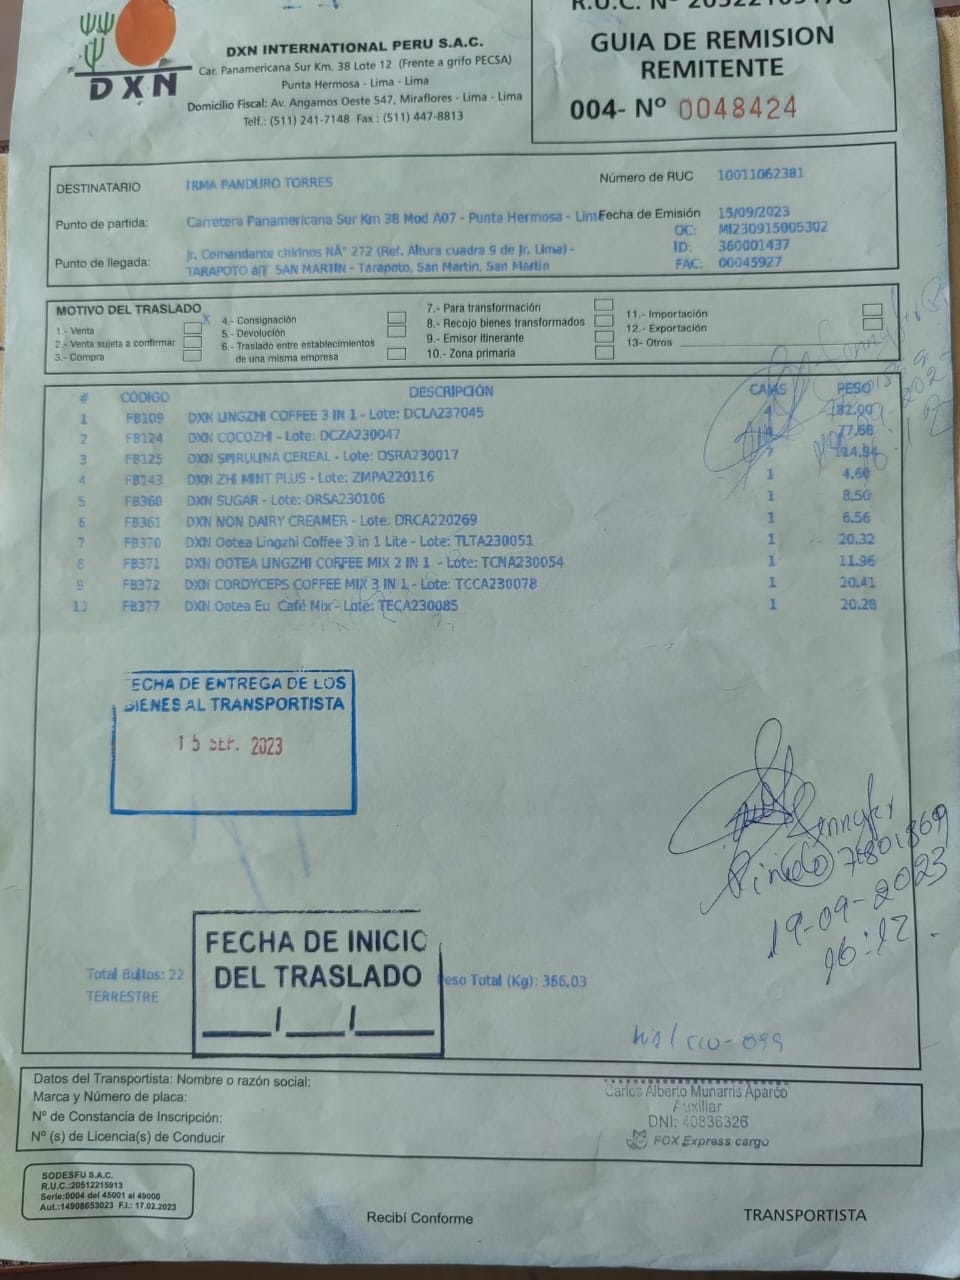 DXN
DXN INTERNATIONAL PERU S.A.C.
Car. Panamericana Sur Km. 38 Lote 12 (Frente a grifo PECSA)
Punta Hermosa - Lima - Lima
Domicilio Fiscal: Av. Angamos Oeste 547, Miraflores - Lima - Lima
Telf.: (511) 241-7148 Fax : (511) 447-8813
GUIA DE REMISION
REMITENTE
004- Nº 0048424
DESTINATARIO IRMA PANDURO TORRES Número de RUC 10011062381
Punto de partida: Carretera Panamericana Sur Km 38 Mod A07 - Punta Hermosa - Lim Fecha de Emisión 15/09/2023
OC: MI230915005302
Punto de llegada: Jr. Comandante chirinos NÂ° 272 (Ref. Altura cuadra 9 de Jr. Lima) - ID: 360001437
TARAPOTO SAN MARTIN - Tarapoto, San Martin, San Martin FAC: 00045927
MOTIVO DEL TRASLADO
1.- Venta X
2.- Venta sujeta a confirmar
3.- Compra
4.- Consignación
5.- Devolución
6.- Traslado entre establecimientos
de una misma empresa
7.- Para transformación
8.- Recojo bienes transformados
9.- Emisor itinerante
10.- Zona primaria
11.- Importación
12.- Exportación
13- Otros
# CÓDIGO DESCRIPCIÓN CAJAS PESO
1 FB109 DXN LINGZHI COFFEE 3 IN 1 - Lote: DCLA237045 4 82.00
2 FB124 DXN COCOZHI - Lote: DCZA230047 77.68
3 FB125 DXN SPIRULINA CEREAL - Lote: DSRA230017 7 114.94
4 FB143 DXN ZHI MINT PLUS - Lote: ZMPA220116 1 4.60
5 FB360 DXN SUGAR - Lote: DRSA230106 1 8.50
6 FB361 DXN NON DAIRY CREAMER - Lote: DRCA220269 1 6.56
7 FB370 DXN Ootea Lingzhi Coffee 3 in 1 Lite - Lote: TLTA230051 1 20.32
8 FB371 DXN OOTEA LINGZHI COFFEE MIX 2 IN 1 - Lote: TCNA230054 1 11.96
9 FB372 DXN CORDYCEPS COFFEE MIX 3 IN 1 - Lote: TCCA230078 1 20.41
10 FB377 DXN Ootea Eu Café Mix - Lote: TECA230085 1 20.28
FECHA DE ENTREGA DE LOS
BIENES AL TRANSPORTISTA
15 SEP. 2023
Jennyfer
Pinedo 76801869
19-09-2023
16:12
FECHA DE INICIO
DEL TRASLADO
Total Bultos: 22 Peso Total (Kg): 366.03
TERRESTRE
Datos del Transportista: Nombre o razón social:
Marca y Número de placa:
Nº de Constancia de Inscripción:
Nº (s) de Licencia(s) de Conducir
Carlos Alberto Munarns Aparco
Auxiliar
DNI: 40836326
FOX Express cargo
SODESFU S.A.C.
R.U.C.:20512215913
Serie:0004 del 45001 al 49000
Aut.:14908653023 F.I.: 17.02.2023
Recibí Conforme
TRANSPORTISTA